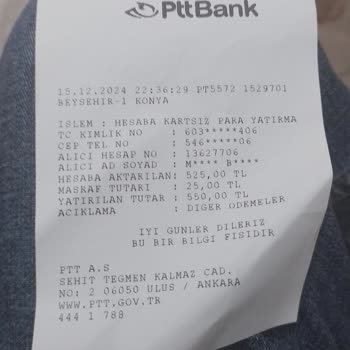 PttBank
15.12.2024 22:36:29 PT5572 1529701
BEYSEHIR-1 KONYA
ISLEM : HESABA KARTSIZ PARA YATIRMA
TC KIMLIK NO : 603*****406
CEP TEL NO : 546*****06
ALICI HESAP NO : 13627706
ALICI AD SOYAD : M**** B****
HESABA AKTARILAN: 525,00 TL
MASRAF TUTARI : 25,00 TL
YATIRILAN TUTAR : 550,00 TL
ACIKLAMA : DIGER ODEMELER
IYI GUNLER DILERIZ
BU BIR BILGI FISIDIR
PTT A.S
SEHIT TEGMEN KALMAZ CAD.
NO: 2 06050 ULUS / ANKARA
WWW.PTT.GOV.TR
444 1 788